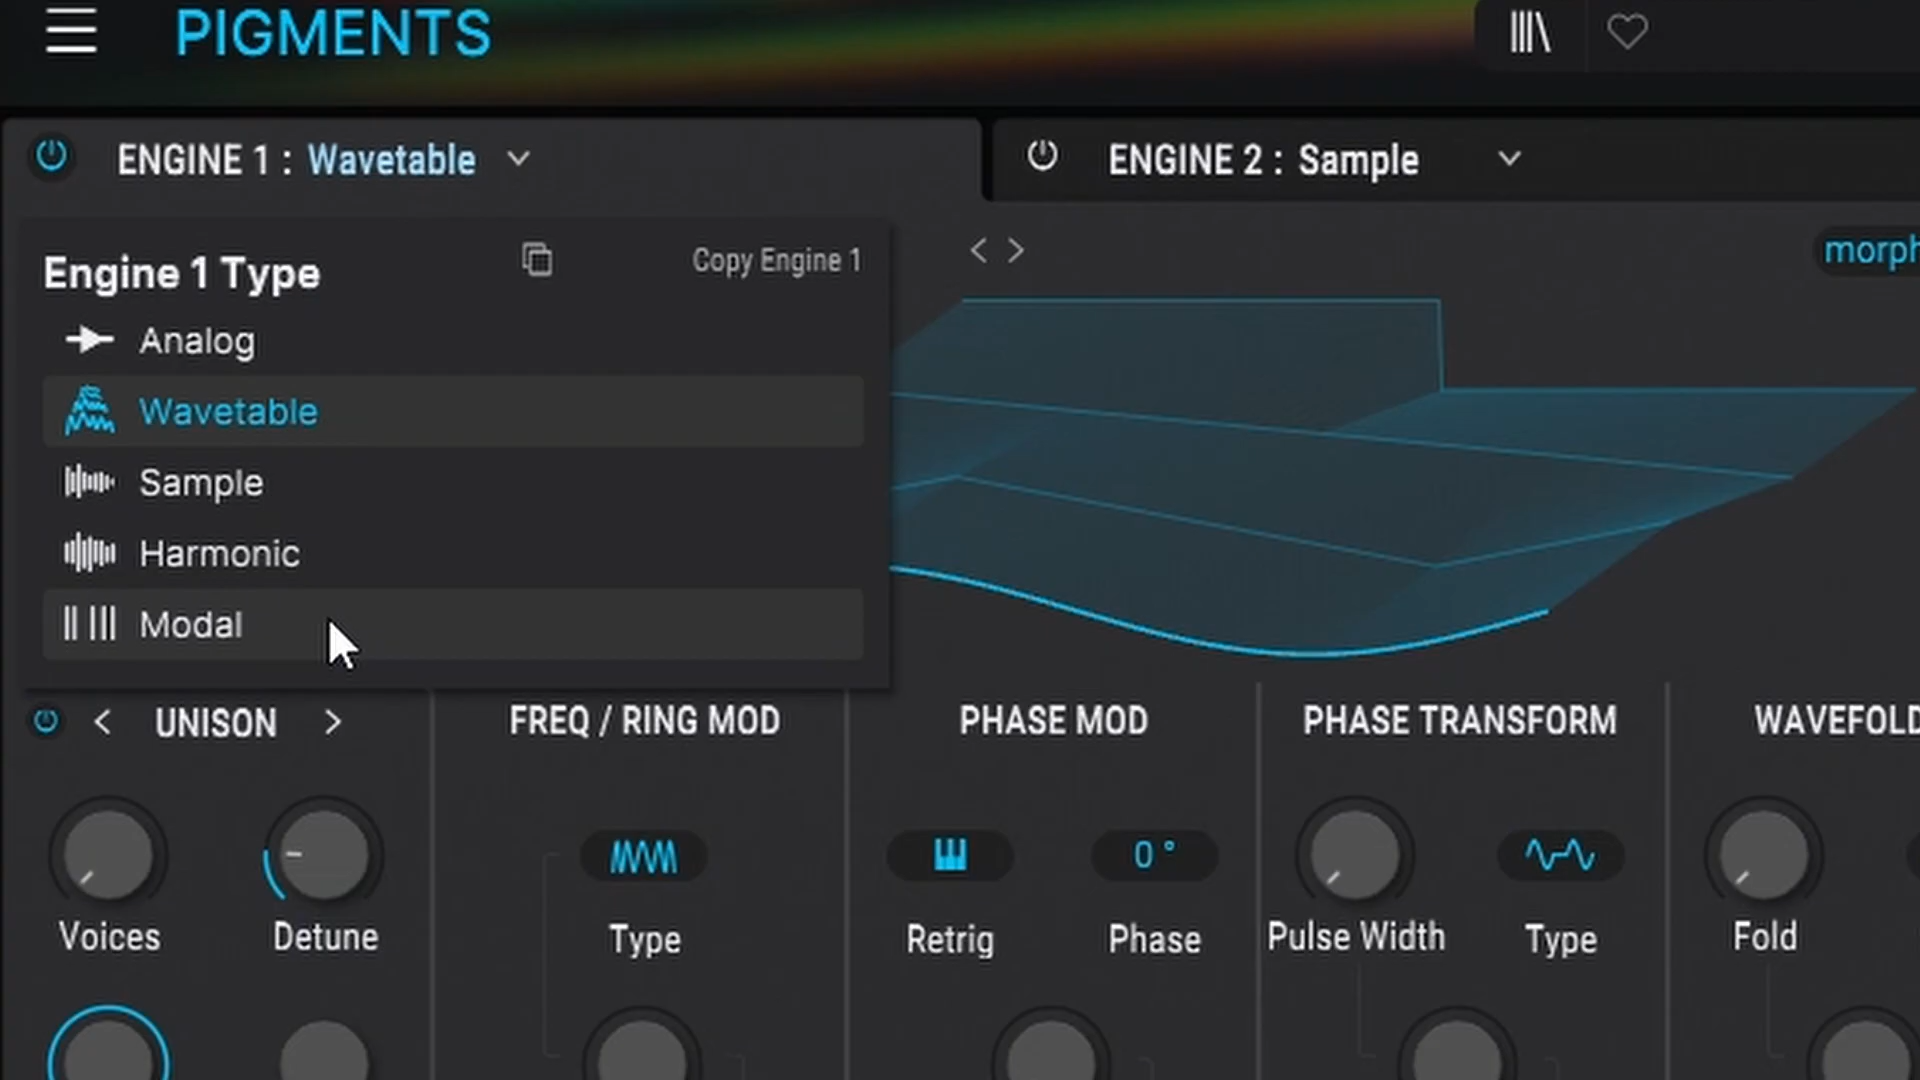 PIGMENTS
ENGINE 1 : Wavetable
ENGINE 2 : Sample
Engine 1 Type
Copy Engine 1
morph
Analog
Wavetable
Sample
Harmonic
Modal
UNISON
FREQ / RING MOD
PHASE MOD
PHASE TRANSFORM
WAVEFOLD
0 °
Voices
Detune
Type
Retrig
Phase
Pulse Width
Type
Fold